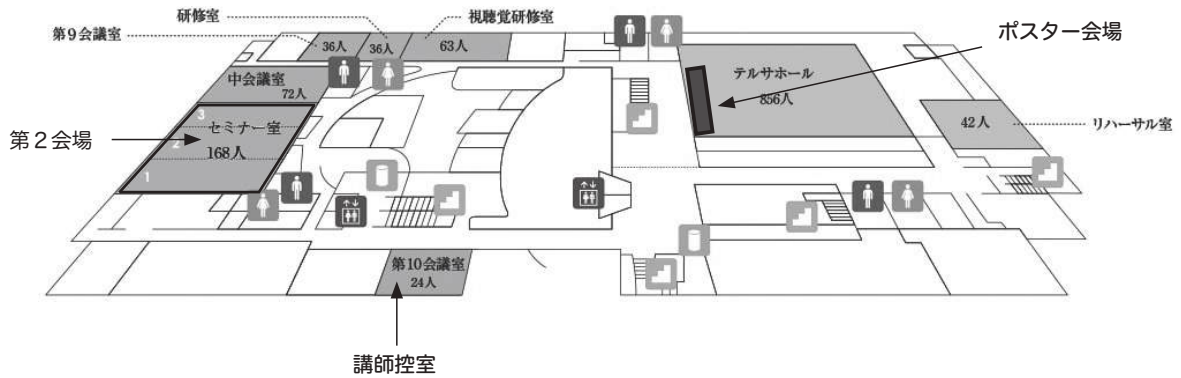 研修室
視聴覚研修室
第9会議室
36人
36人
63人
ポスター会場
中会議室
72人
テルサホール
856人
第2会場
3
セミナー室
2
168人
1
42人
リハーサル室
第10会議室
24人
講師控室